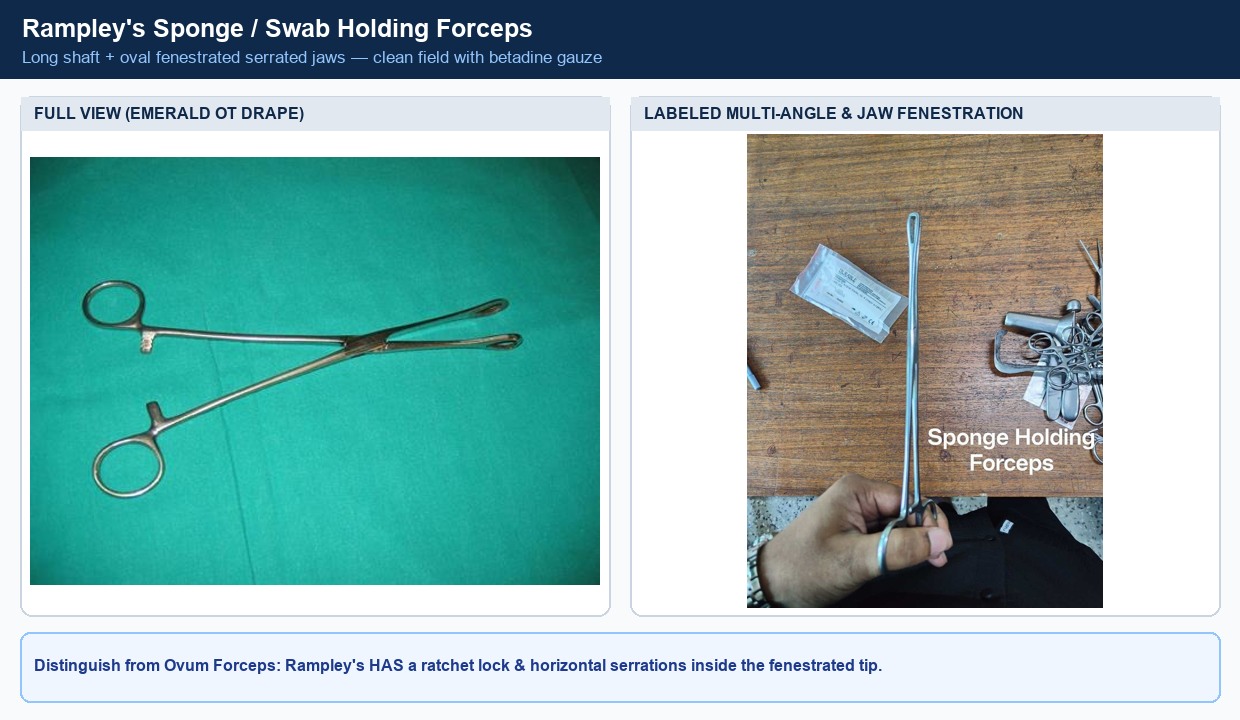 Rampley's Sponge / Swab Holding Forceps
Long shaft + oval fenestrated serrated jaws — clean field with betadine gauze
FULL VIEW (EMERALD OT DRAPE)
LABELED MULTI-ANGLE & JAW FENESTRATION
Sponge Holding
Forceps
Distinguish from Ovum Forceps: Rampley's HAS a ratchet lock & horizontal serrations inside the fenestrated tip.